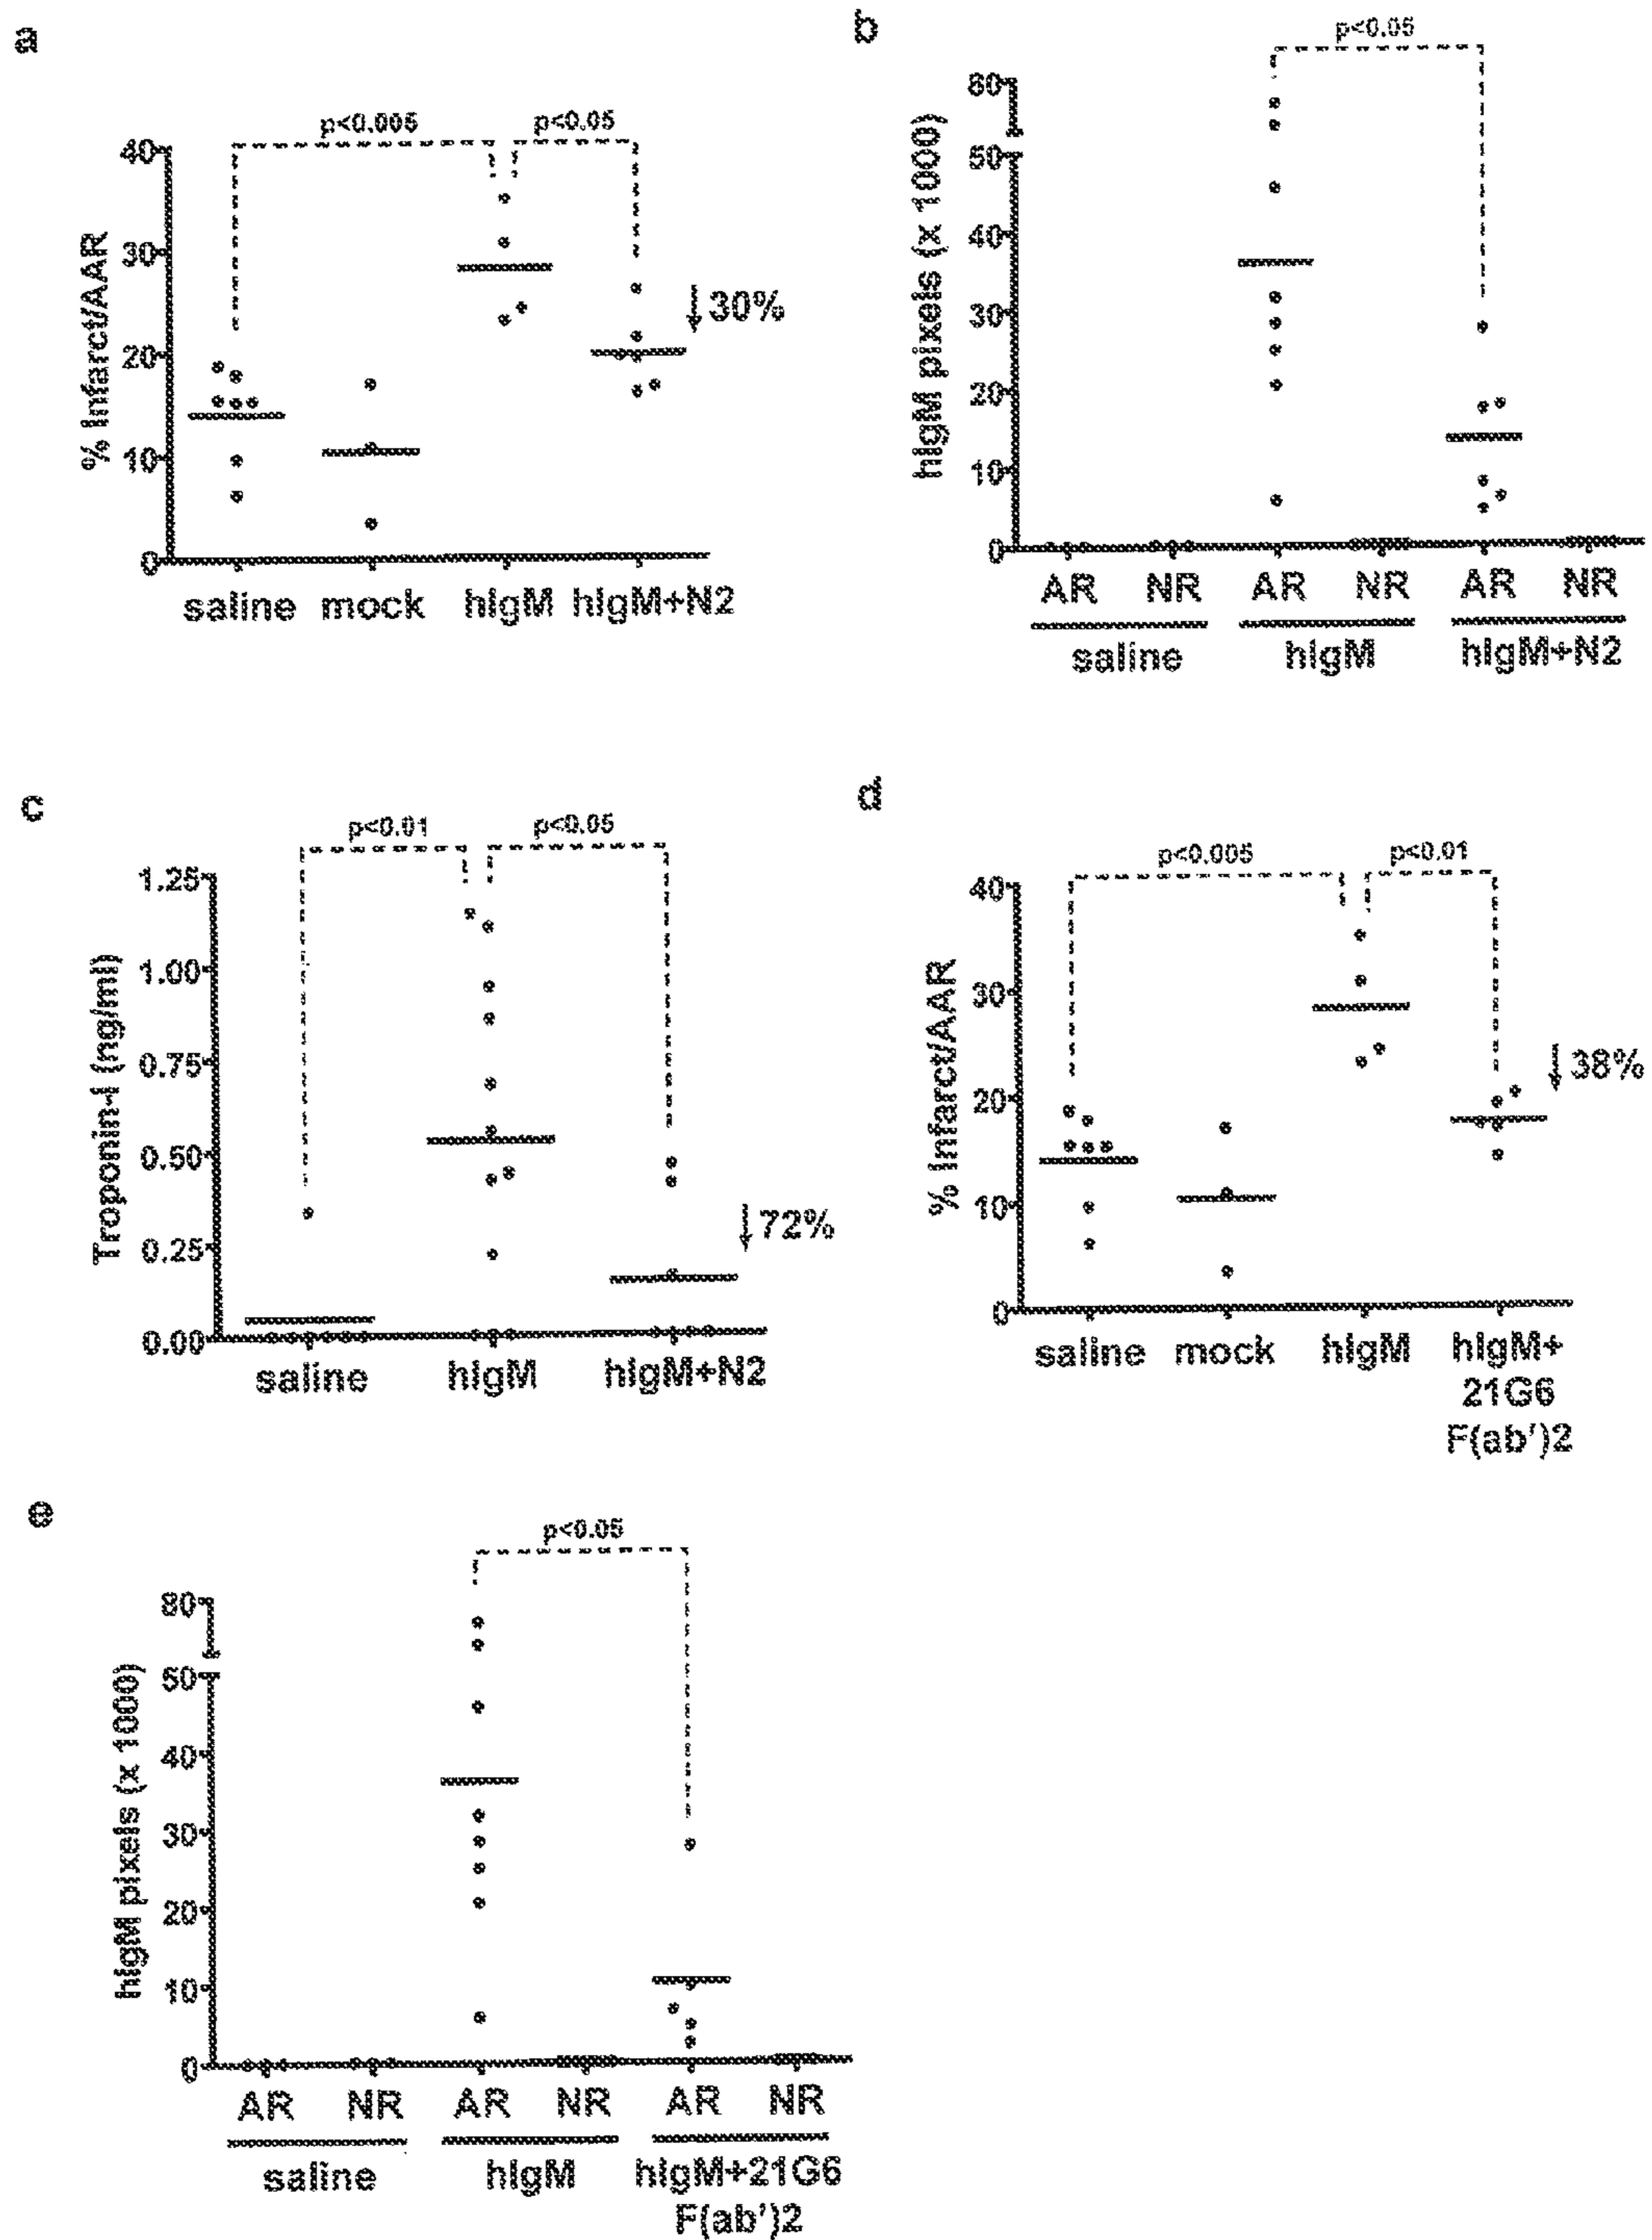 a
p<0.005 p<0.05
% Infarct/AAR
40
30
20
10
0
↓30%
saline mock hIgM hIgM+N2
b
p<0.05
hIgM pixels (x 1000)
80
50
40
30
20
10
0
AR NR AR NR AR NR
saline hIgM hIgM+N2
c
p<0.01 p<0.05
Troponin-I (ng/ml)
1.25
1.00
0.75
0.50
0.25
0.00
↓72%
saline hIgM hIgM+N2
d
p<0.005 p<0.01
% Infarct/AAR
40
30
20
10
0
↓38%
saline mock hIgM hIgM+
21G6
F(ab')2
e
p<0.05
hIgM pixels (x 1000)
80
50
40
30
20
10
0
AR NR AR NR AR NR
saline hIgM hIgM+21G6
F(ab')2